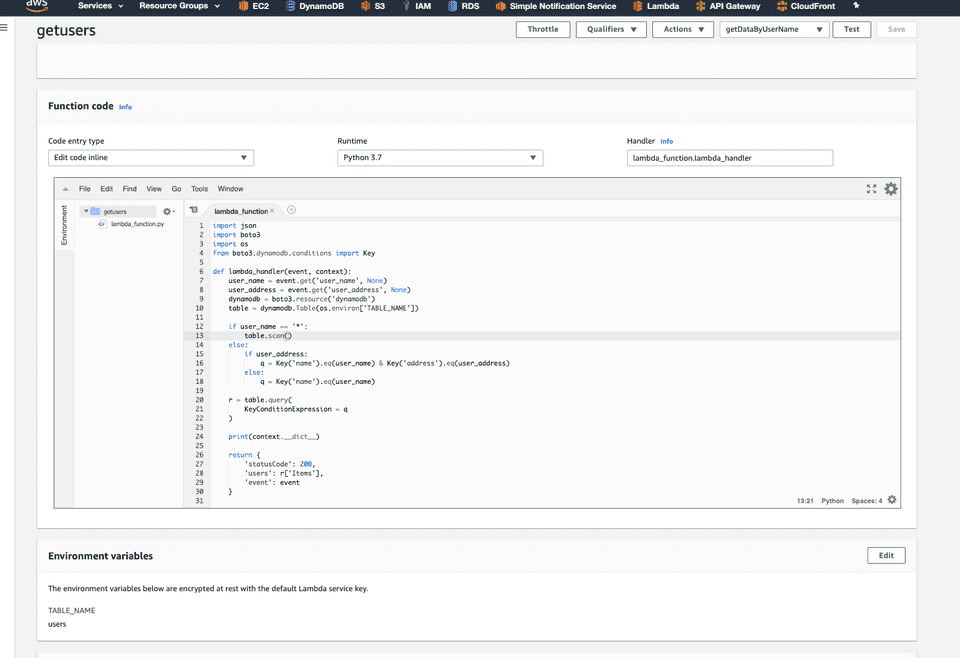 aws Services Resource Groups EC2 DynamoDB S3 IAM RDS Simple Notification Service Lambda API Gateway CloudFront
getusers Throttle Qualifiers Actions getDataByUserName Test Save
Function code Info
Code entry type Runtime Handler Info
Edit code inline Python 3.7 lambda_function.lambda_handler
File Edit Find View Go Tools Window
Environment
getusers
lambda_function.py
lambda_function
1 import json
2 import boto3
3 import os
4 from boto3.dynamodb.conditions import Key
5
6 def lambda_handler(event, context):
7 user_name = event.get('user_name', None)
8 user_address = event.get('user_address', None)
9 dynamodb = boto3.resource('dynamodb')
10 table = dynamodb.Table(os.environ['TABLE_NAME'])
11
12 if user_name == '*':
13 table.scan()
14 else:
15 if user_address:
16 q = Key('name').eq(user_name) & Key('address').eq(user_address)
17 else:
18 q = Key('name').eq(user_name)
19
20 r = table.query(
21 KeyConditionExpression = q
22 )
23
24 print(context.__dict__)
25
26 return {
27 'statusCode': 200,
28 'users': r['Items'],
29 'event': event
30 }
31
13:21 Python Spaces: 4
Environment variables Edit
The environment variables below are encrypted at rest with the default Lambda service key.
TABLE_NAME
users